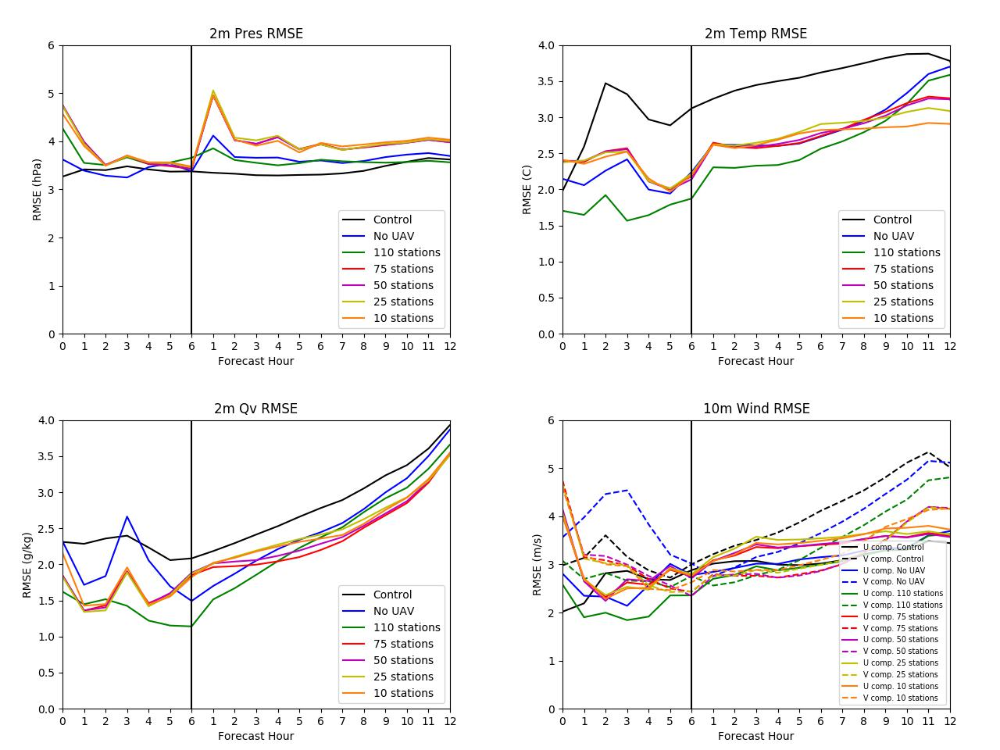 2m Pres RMSE
RMSE (hPa)
6
5
4
3
2
1
0
0 1 2 3 4 5 6 1 2 3 4 5 6 7 8 9 10 11 12
Forecast Hour
Control
No UAV
110 stations
75 stations
50 stations
25 stations
10 stations
2m Temp RMSE
RMSE (C)
4.0
3.5
3.0
2.5
2.0
1.5
1.0
0.5
0.0
0 1 2 3 4 5 6 1 2 3 4 5 6 7 8 9 10 11 12
Forecast Hour
Control
No UAV
110 stations
75 stations
50 stations
25 stations
10 stations
2m Qv RMSE
RMSE (g/kg)
4.0
3.5
3.0
2.5
2.0
1.5
1.0
0.5
0.0
0 1 2 3 4 5 6 1 2 3 4 5 6 7 8 9 10 11 12
Forecast Hour
Control
No UAV
110 stations
75 stations
50 stations
25 stations
10 stations
10m Wind RMSE
RMSE (m/s)
6
5
4
3
2
1
0
0 1 2 3 4 5 6 1 2 3 4 5 6 7 8 9 10 11 12
Forecast Hour
U comp. Control
V comp. Control
U comp. No UAV
V comp. No UAV
U comp. 110 stations
V comp. 110 stations
U comp. 75 stations
V comp. 75 stations
U comp. 50 stations
V comp. 50 stations
U comp. 25 stations
V comp. 25 stations
U comp. 10 stations
V comp. 10 stations